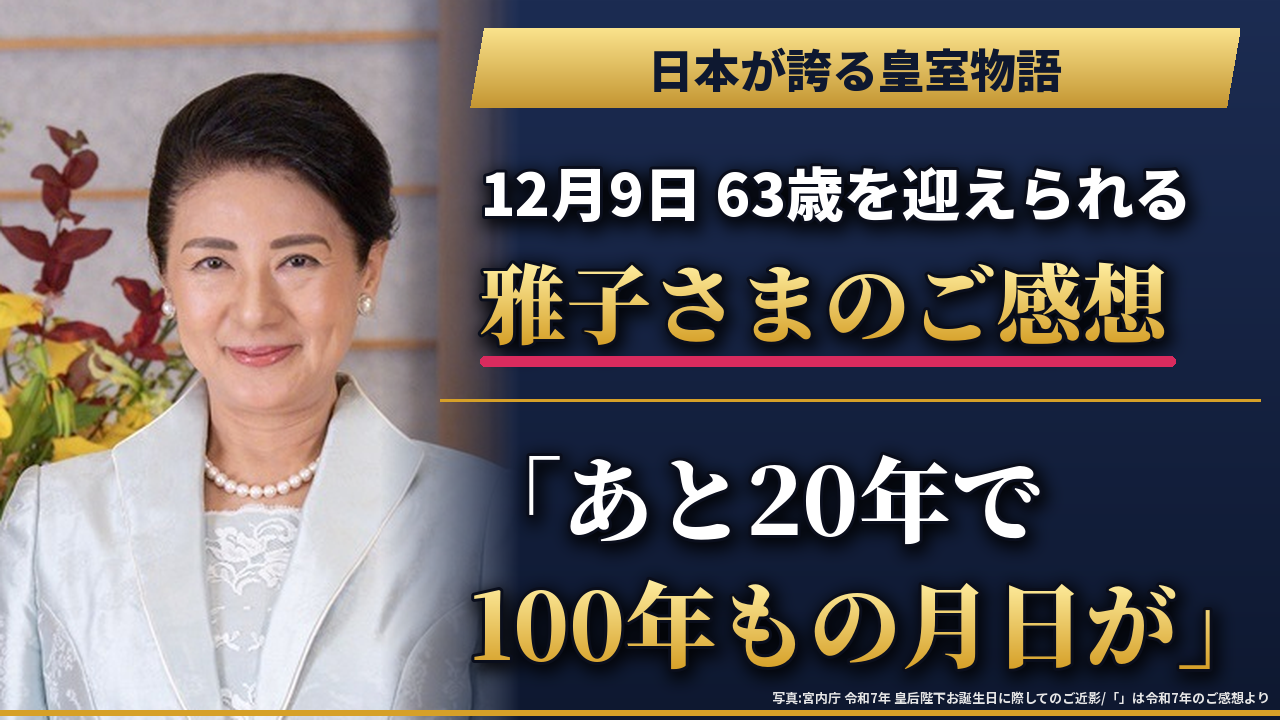 日本が誇る皇室物語
12月9日 63歳を迎えられる
雅子さまのご感想
「あと20年で
100年もの月日が」
写真:宮内庁 令和7年 皇后陛下お誕生日に際してのご近影/「」は令和7年のご感想より